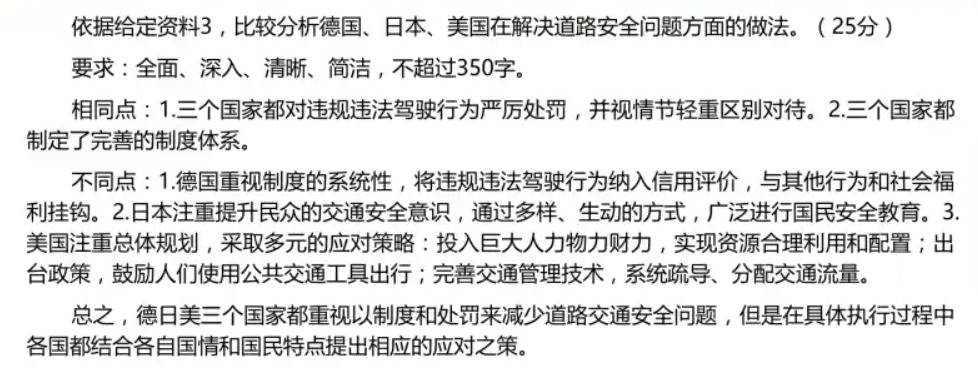 依据给定资料3，比较分析德国、日本、美国在解决道路安全问题方面的做法。（25分）
要求：全面、深入、清晰、简洁，不超过350字。
相同点：1.三个国家都对违规违法驾驶行为严厉处罚，并视情节轻重区别对待。2.三个国家都
制定了完善的制度体系。
不同点：1.德国重视制度的系统性，将违规违法驾驶行为纳入信用评价，与其他行为和社会福
利挂钩。2.日本注重提升民众的交通安全意识，通过多样、生动的方式，广泛进行国民安全教育。3.
美国注重总体规划，采取多元的应对策略：投入巨大人力物力财力，实现资源合理利用和配置；出
台政策，鼓励人们使用公共交通工具出行；完善交通管理技术，系统疏导、分配交通流量。
总之，德日美三个国家都重视以制度和处罚来减少道路交通安全问题，但是在具体执行过程中
各国都结合各自国情和国民特点提出相应的应对之策。